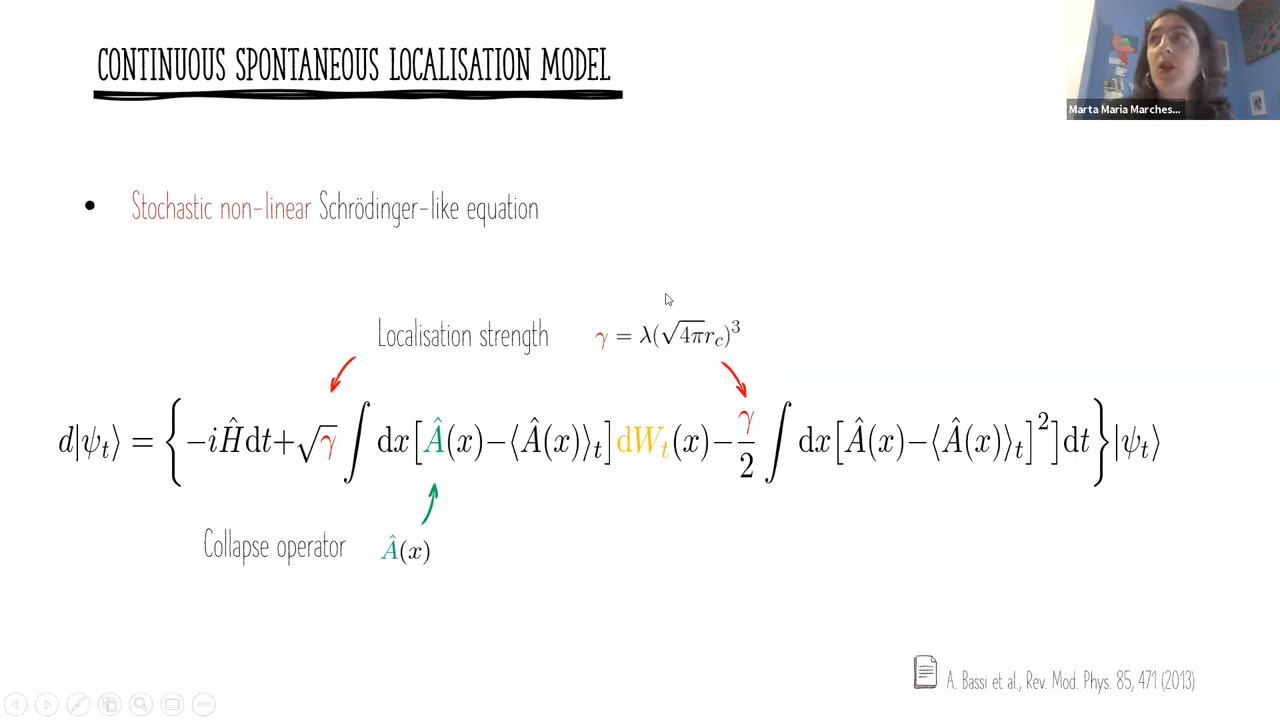 CONTINUOUS SPONTANEOUS LOCALISATION MODEL
Marta Maria Marches...
• Stochastic non-linear Schrödinger-like equation
Localisation strength γ = λ(√4π r_c)³
d|ψ_t⟩ = {−iĤdt+√γ ∫ dx[Â(x)−⟨Â(x)⟩_t]dW_t(x)−γ/2 ∫ dx[Â(x)−⟨Â(x)⟩_t]²]dt}|ψ_t⟩
Collapse operator Â(x)
A. Bassi et al., Rev. Mod. Phys. 85, 471 (2013)